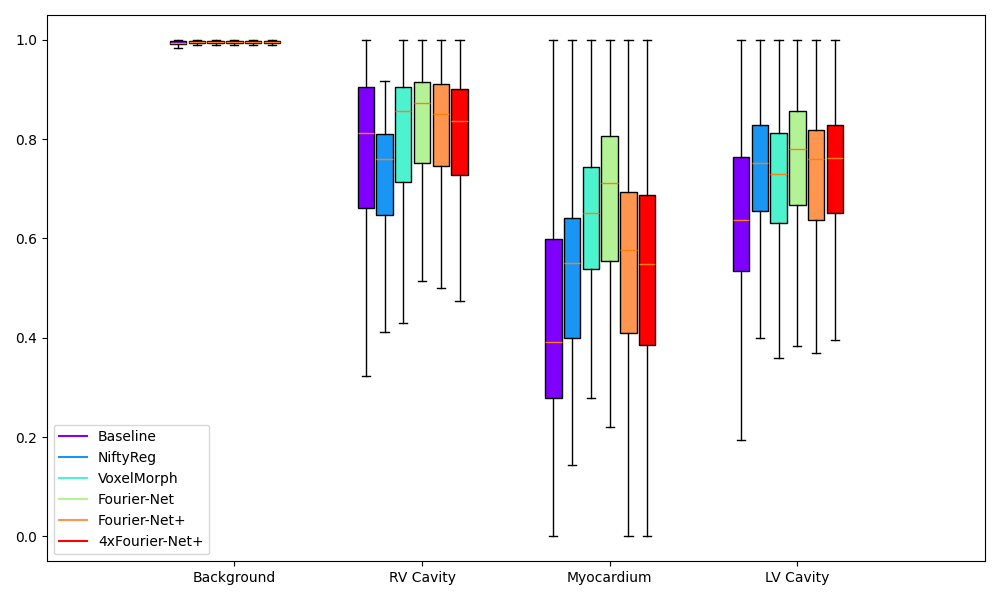 1.0
0.8
0.6
0.4
0.2
0.0
Baseline
NiftyReg
VoxelMorph
Fourier-Net
Fourier-Net+
4xFourier-Net+
Background RV Cavity Myocardium LV Cavity